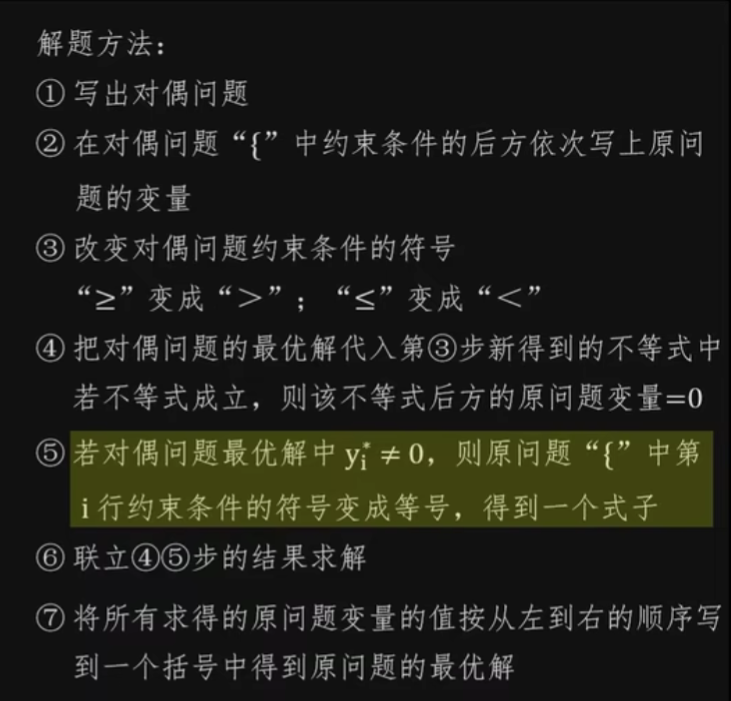 解题方法：
① 写出对偶问题
② 在对偶问题“{”中约束条件的后方依次写上原问
题的变量
③ 改变对偶问题约束条件的符号
“≥”变成“＞”；“≤”变成“＜”
④ 把对偶问题的最优解代入第③步新得到的不等式中
若不等式成立，则该不等式后方的原问题变量=0
⑤ 若对偶问题最优解中 yᵢ* ≠ 0，则原问题“{”中第
i 行约束条件的符号变成等号，得到一个式子
⑥ 联立④⑤步的结果求解
⑦ 将所有求得的原问题变量的值按从左到右的顺序写
到一个括号中得到原问题的最优解